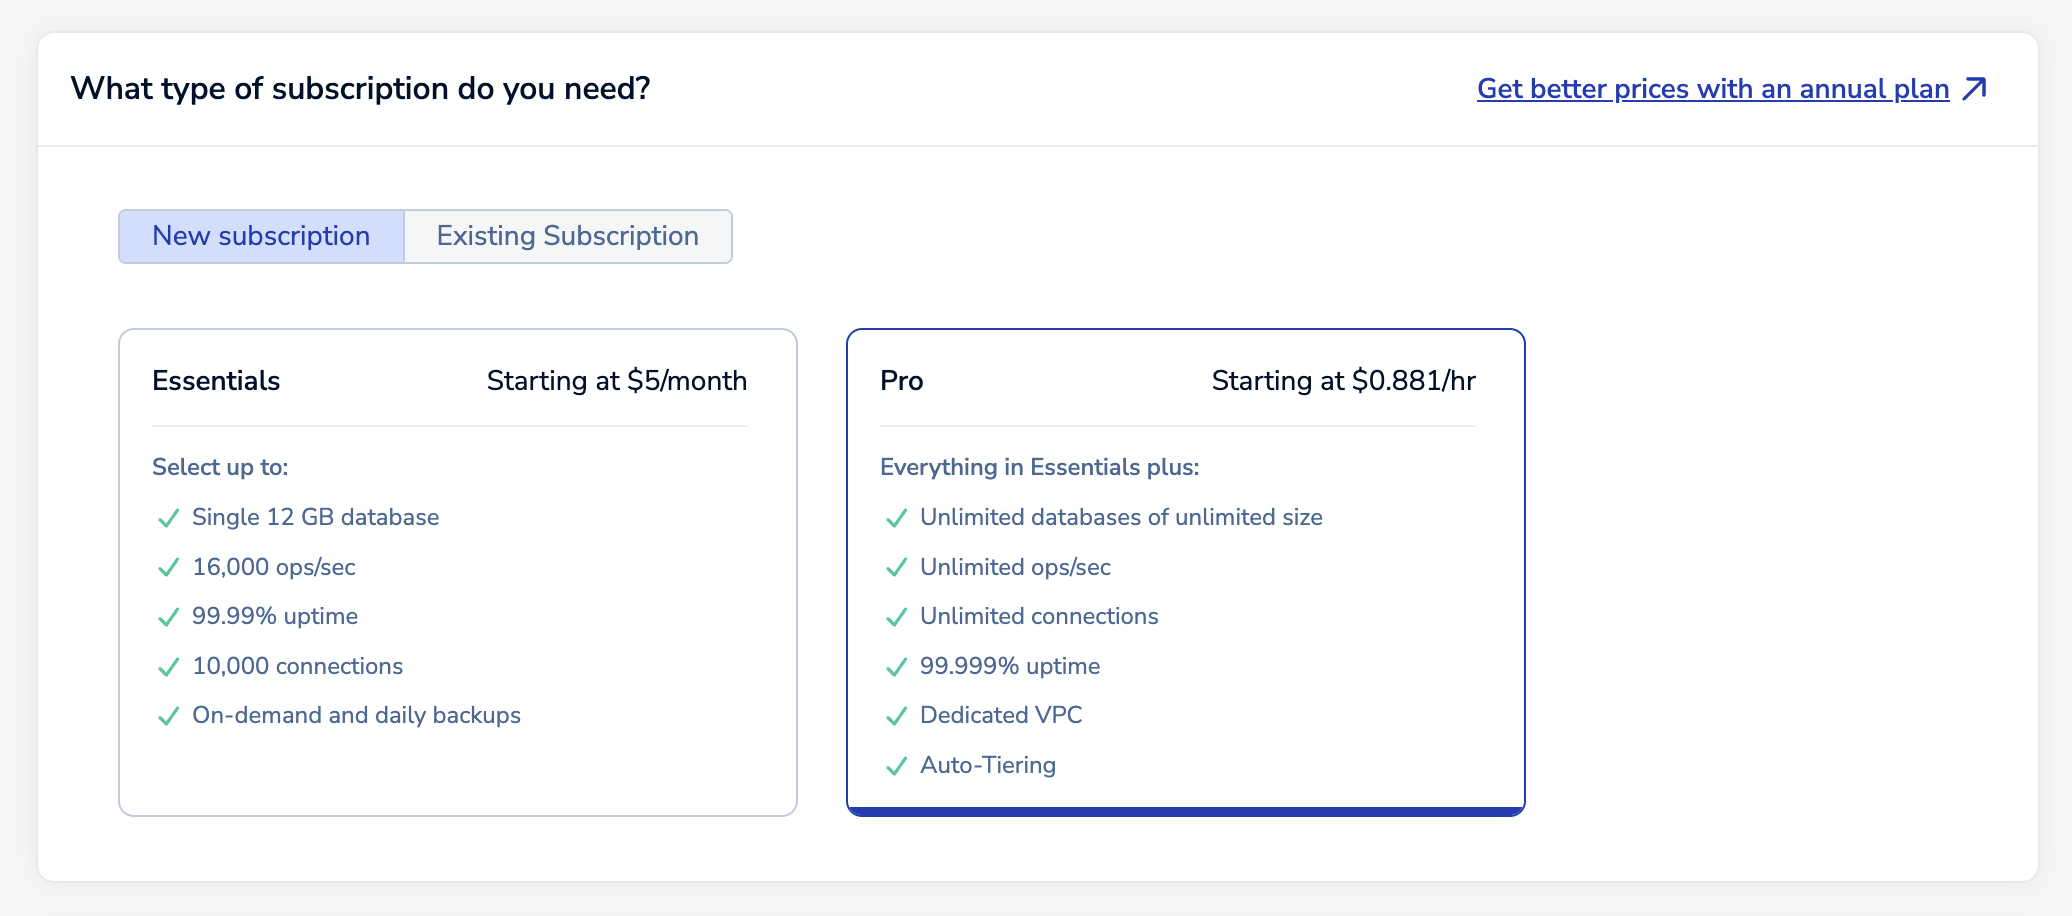 What type of subscription do you need?
Get better prices with an annual plan
New subscription
Existing Subscription
Essentials
Starting at $5/month
Select up to:
Single 12 GB database
16,000 ops/sec
99.99% uptime
10,000 connections
On-demand and daily backups
Pro
Starting at $0.881/hr
Everything in Essentials plus:
Unlimited databases of unlimited size
Unlimited ops/sec
Unlimited connections
99.999% uptime
Dedicated VPC
Auto-Tiering